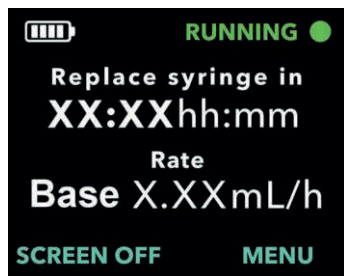 RUNNING
Replace syringe in
XX:XXhh:mm
Rate
Base X.XXmL/h
SCREEN OFF MENU